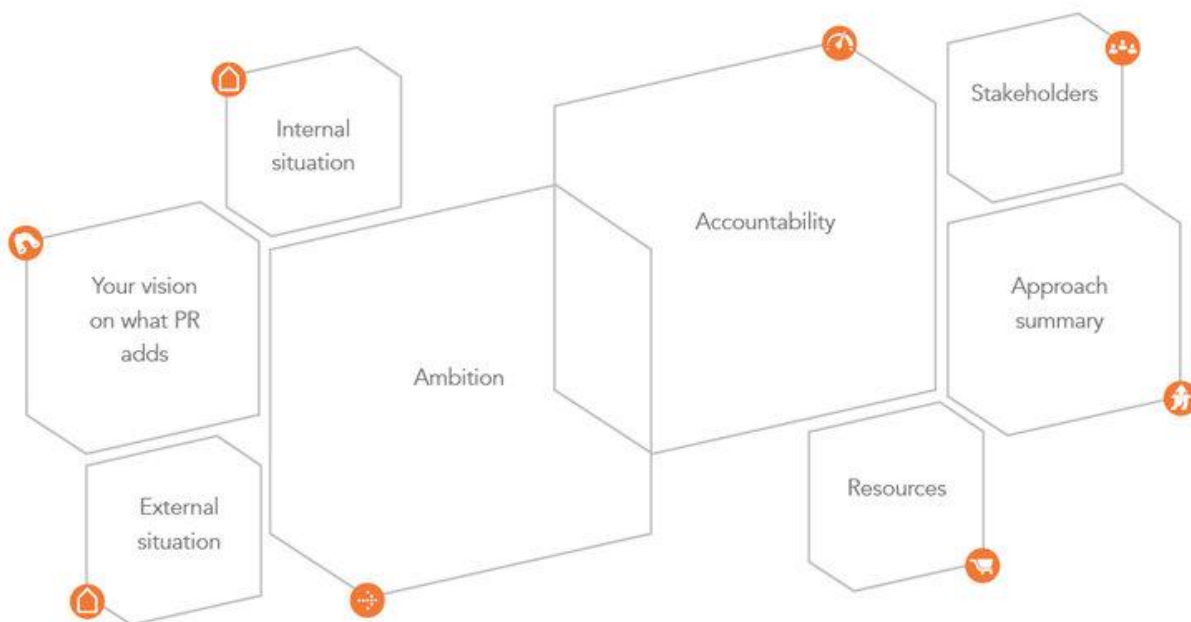 Internal
situation
Your vision
on what PR
adds
External
situation
Ambition
Accountability
Stakeholders
Approach
summary
Resources